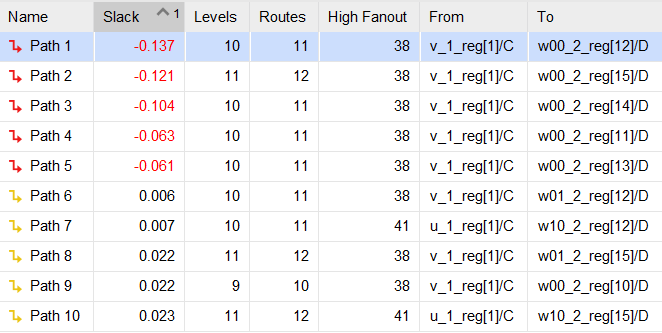 Name Slack 1 Levels Routes High Fanout From To
Path 1 -0.137 10 11 38 v_1_reg[1]/C w00_2_reg[12]/D
Path 2 -0.121 11 12 38 v_1_reg[1]/C w00_2_reg[15]/D
Path 3 -0.104 10 11 38 v_1_reg[1]/C w00_2_reg[14]/D
Path 4 -0.063 10 11 38 v_1_reg[1]/C w00_2_reg[11]/D
Path 5 -0.061 10 11 38 v_1_reg[1]/C w00_2_reg[13]/D
Path 6 0.006 10 11 38 v_1_reg[1]/C w01_2_reg[12]/D
Path 7 0.007 10 11 41 u_1_reg[1]/C w10_2_reg[12]/D
Path 8 0.022 11 12 38 v_1_reg[1]/C w01_2_reg[15]/D
Path 9 0.022 9 10 38 v_1_reg[1]/C w00_2_reg[10]/D
Path 10 0.023 11 12 41 u_1_reg[1]/C w10_2_reg[15]/D